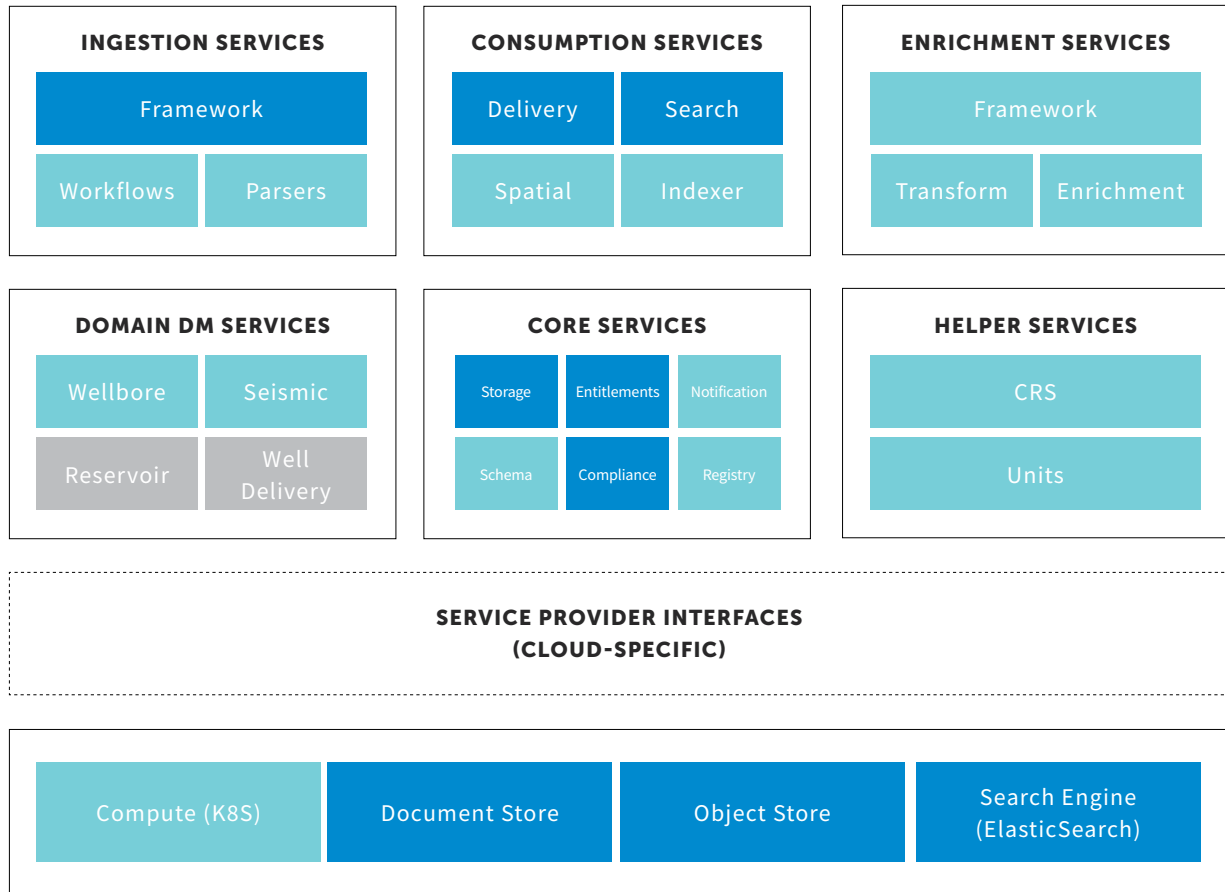 INGESTION SERVICES
Framework
Workflows
Parsers
CONSUMPTION SERVICES
Delivery
Search
Spatial
Indexer
ENRICHMENT SERVICES
Framework
Transform
Enrichment
DOMAIN DM SERVICES
Wellbore
Seismic
Reservoir
Well
Delivery
CORE SERVICES
Storage
Entitlements
Notification
Schema
Compliance
Registry
HELPER SERVICES
CRS
Units
SERVICE PROVIDER INTERFACES
(CLOUD-SPECIFIC)
Compute (K8S)
Document Store
Object Store
Search Engine
(ElasticSearch)